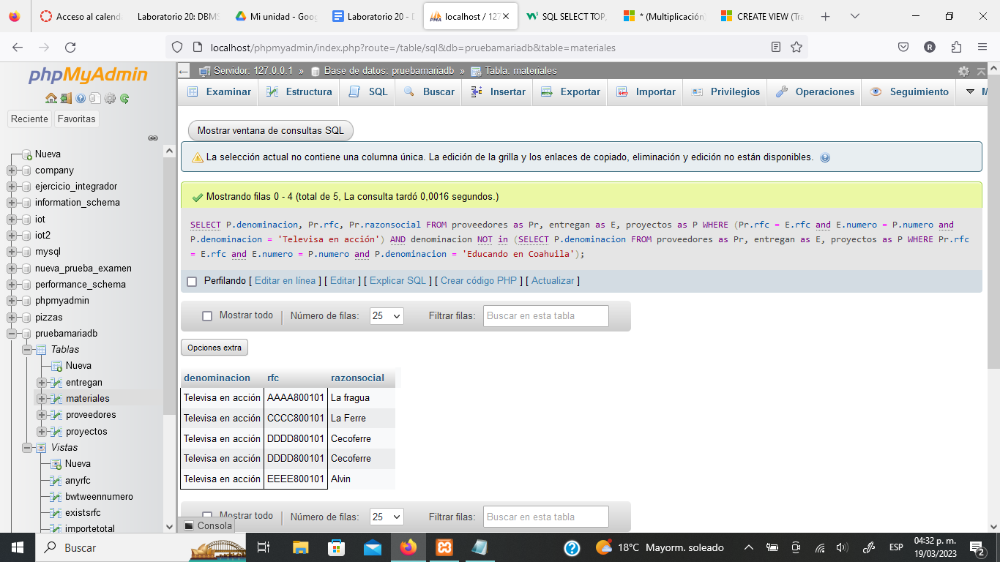 Acceso al calend
Laboratorio 20: DBMS
Mi unidad - Goog
Laboratorio 20 - D
localhost / 127
SQL SELECT TOP,
* (Multiplicación)
CREATE VIEW (Tra
localhost/phpmyadmin/index.php?route=/table/sql&db=pruebamariadb&table=materiales
phpMyAdmin
Reciente
Favoritas
Nueva
company
ejercicio_integrador
information_schema
iot
iot2
mysql
nueva_prueba_examen
performance_schema
phpmyadmin
pizzas
pruebamariadb
Tablas
Nueva
entregan
materiales
proveedores
proyectos
Vistas
Nueva
anyrfc
bwtweennumero
existsrfc
importetotal
Servidor: 127.0.0.1 » Base de datos: pruebamariadb » Tabla: materiales
Examinar
Estructura
SQL
Buscar
Insertar
Exportar
Importar
Privilegios
Operaciones
Seguimiento
M
Mostrar ventana de consultas SQL
La selección actual no contiene una columna única. La edición de la grilla y los enlaces de copiado, eliminación y edición no están disponibles.
Mostrando filas 0 - 4 (total de 5, La consulta tardó 0,0016 segundos.)
SELECT P.denominacion, Pr.rfc, Pr.razonsocial FROM proveedores as Pr, entregan as E, proyectos as P WHERE (Pr.rfc = E.rfc and E.numero = P.numero and
P.denominacion = 'Televisa en acción') AND denominacion NOT in (SELECT P.denominacion FROM proveedores as Pr, entregan as E, proyectos as P WHERE Pr.rfc
= E.rfc and E.numero = P.numero and P.denominacion = 'Educando en Coahuila');
Perfilando [ Editar en línea ] [ Editar ] [ Explicar SQL ] [ Crear código PHP ] [ Actualizar ]
Mostrar todo | Número de filas: 25 Filtrar filas: Buscar en esta tabla
Opciones extra
denominacion rfc razonsocial
Televisa en acción AAAA800101 La fragua
Televisa en acción CCCC800101 La Ferre
Televisa en acción DDDD800101 Cecoferre
Televisa en acción DDDD800101 Cecoferre
Televisa en acción EEEE800101 Alvin
Mostrar todo | Número de filas: 25 Filtrar filas: Buscar en esta tabla
Consola
Buscar
18°C Mayorm. soleado
ESP
04:32 p. m.
19/03/2023
2